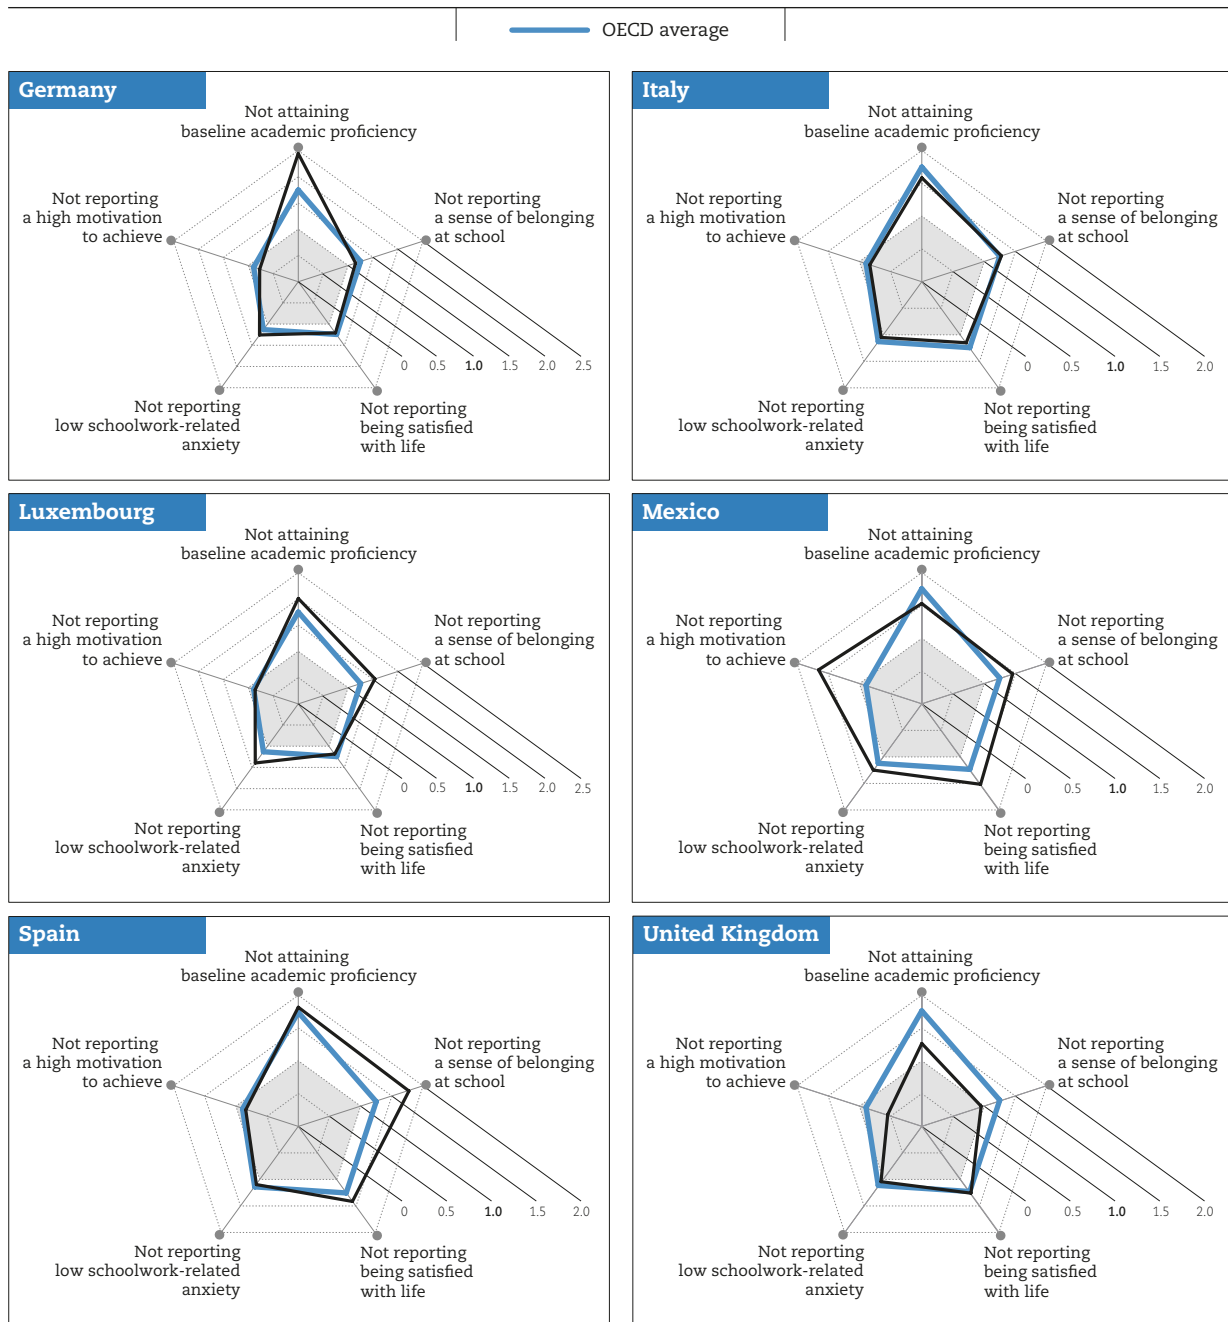 OECD average
Germany
Not attaining
baseline academic proficiency
Not reporting
a high motivation
to achieve
Not reporting
a sense of belonging
at school
0 0.5 1.0 1.5 2.0 2.5
Not reporting
low schoolwork-related
anxiety
Not reporting
being satisfied
with life
Italy
Not attaining
baseline academic proficiency
Not reporting
a high motivation
to achieve
Not reporting
a sense of belonging
at school
0 0.5 1.0 1.5 2.0
Not reporting
low schoolwork-related
anxiety
Not reporting
being satisfied
with life
Luxembourg
Not attaining
baseline academic proficiency
Not reporting
a high motivation
to achieve
Not reporting
a sense of belonging
at school
0 0.5 1.0 1.5 2.0 2.5
Not reporting
low schoolwork-related
anxiety
Not reporting
being satisfied
with life
Mexico
Not attaining
baseline academic proficiency
Not reporting
a high motivation
to achieve
Not reporting
a sense of belonging
at school
0 0.5 1.0 1.5 2.0
Not reporting
low schoolwork-related
anxiety
Not reporting
being satisfied
with life
Spain
Not attaining
baseline academic proficiency
Not reporting
a high motivation
to achieve
Not reporting
a sense of belonging
at school
0 0.5 1.0 1.5 2.0
Not reporting
low schoolwork-related
anxiety
Not reporting
being satisfied
with life
United Kingdom
Not attaining
baseline academic proficiency
Not reporting
a high motivation
to achieve
Not reporting
a sense of belonging
at school
0 0.5 1.0 1.5 2.0
Not reporting
low schoolwork-related
anxiety
Not reporting
being satisfied
with life